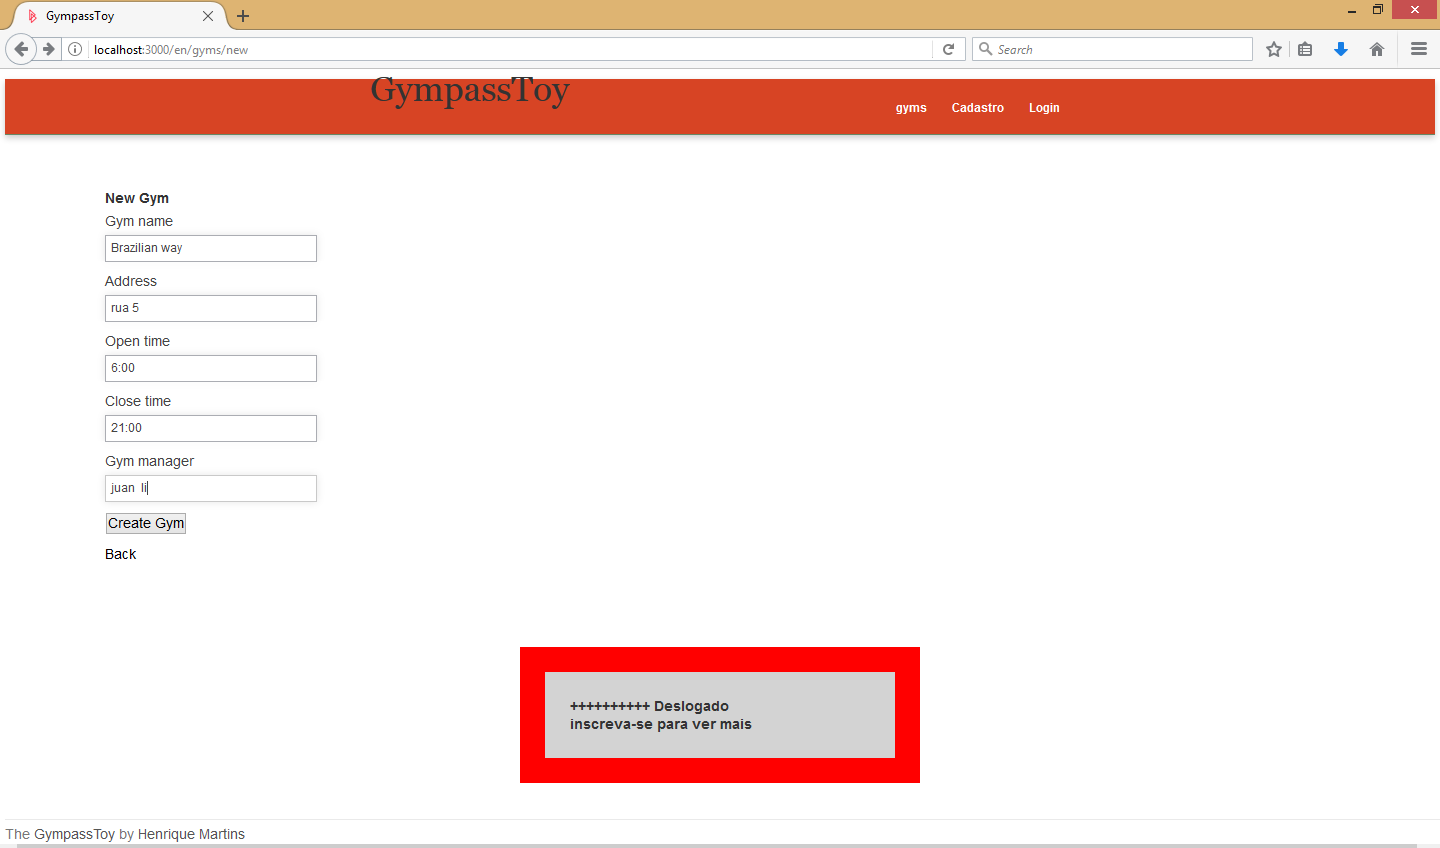 GympassToy
localhost:3000/en/gyms/new
Search
GympassToy
gyms Cadastro Login
New Gym
Gym name
Brazilian way
Address
rua 5
Open time
6:00
Close time
21:00
Gym manager
juan  li
Create Gym
Back
++++++++++ Deslogado
inscreva-se para ver mais
The GympassToy by Henrique Martins